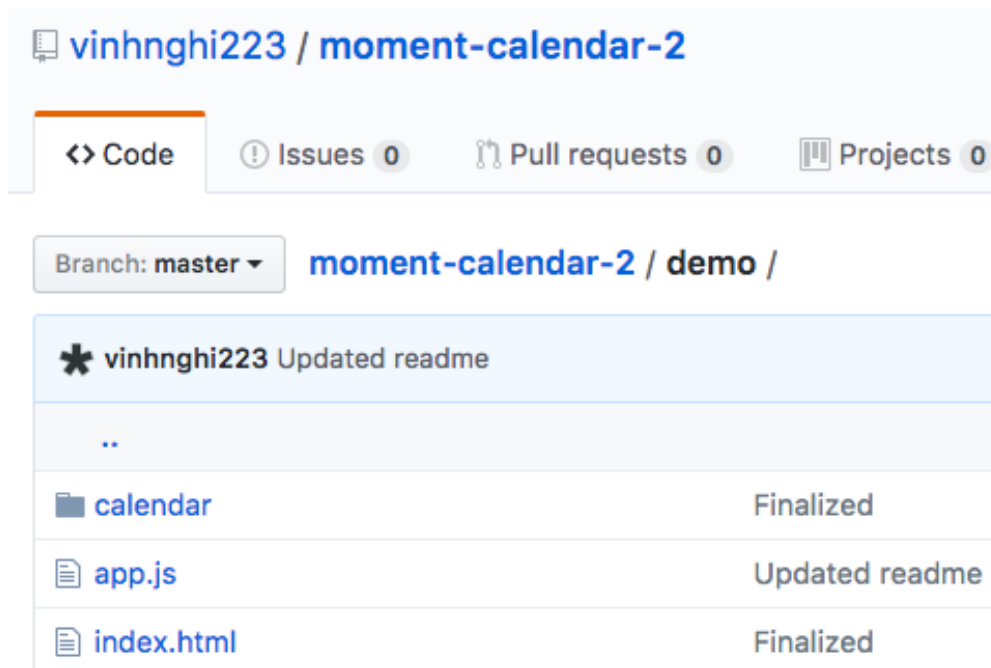 vinhnghi223 / moment-calendar-2
<> Code Issues 0 Pull requests 0 Projects 0
Branch: master moment-calendar-2 / demo /
vinhnghi223 Updated readme
..
calendar Finalized
app.js Updated readme
index.html Finalized